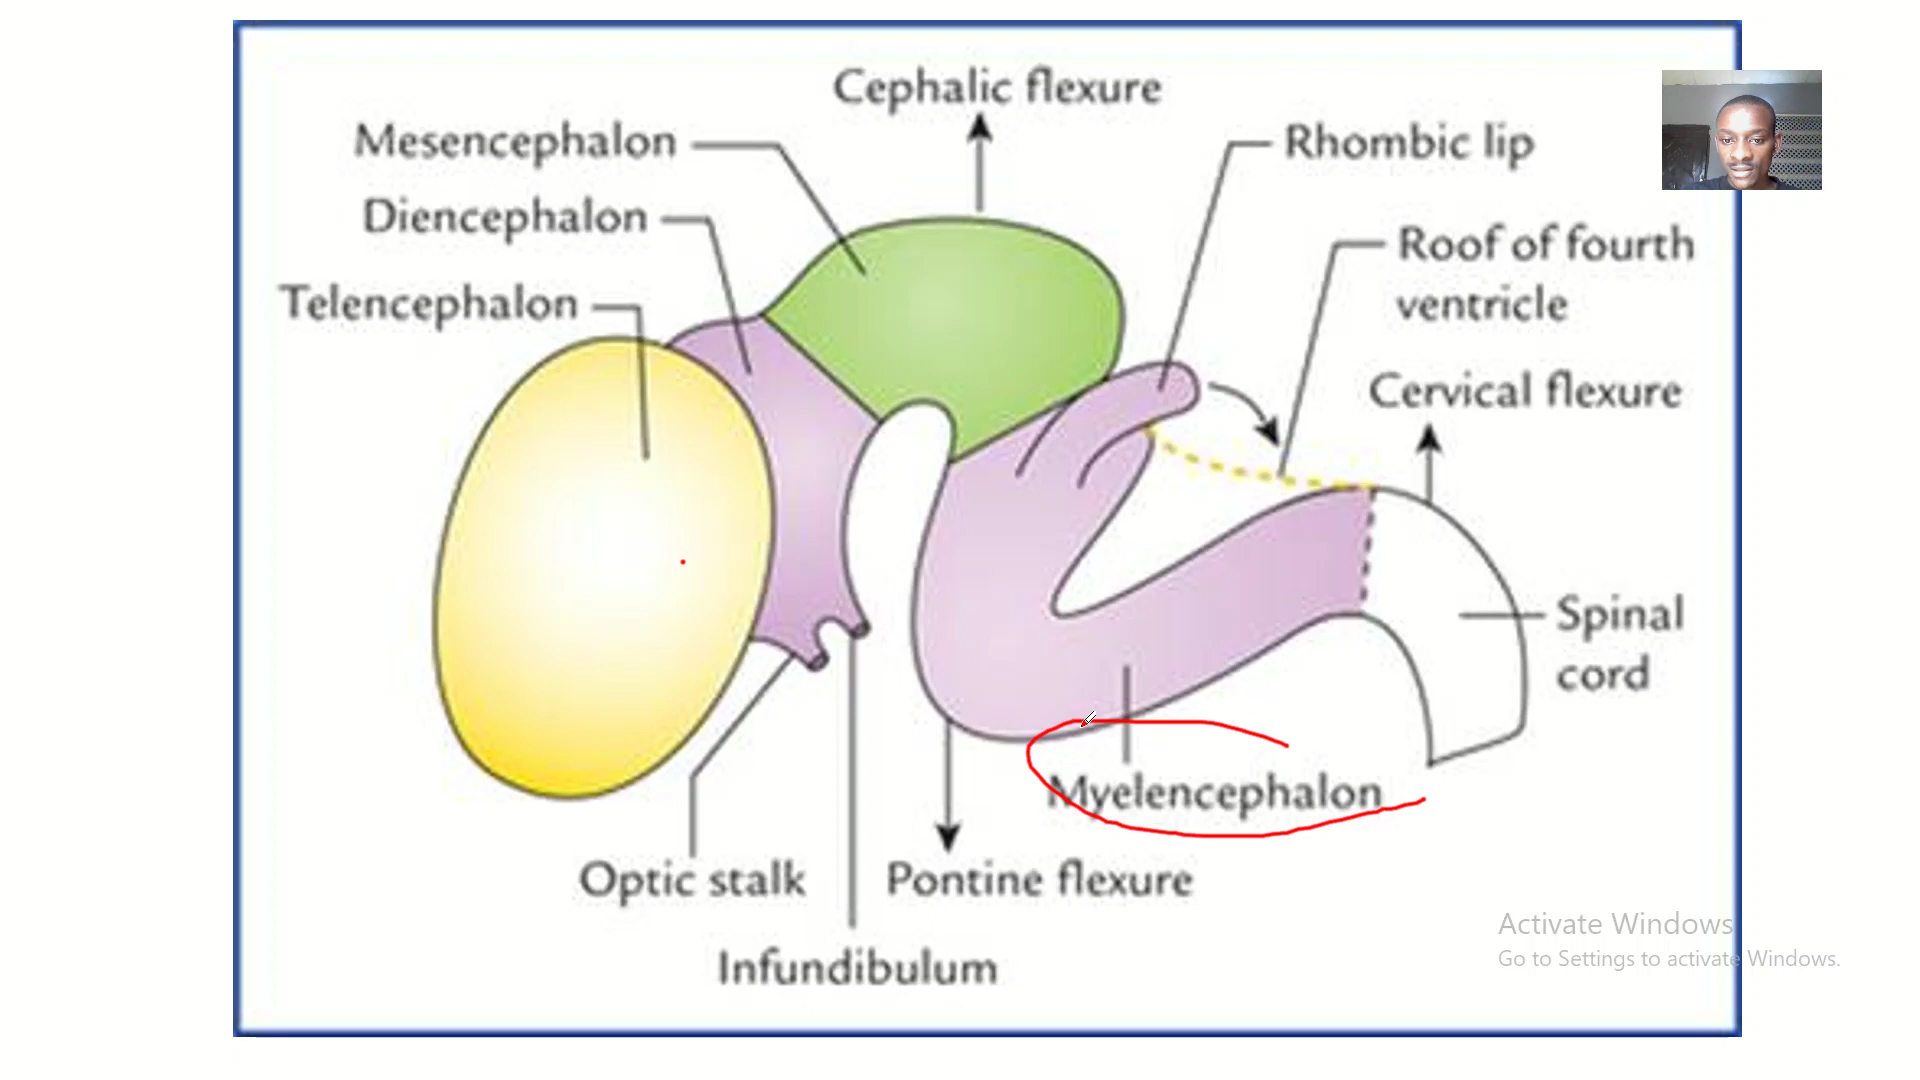 Cephalic flexure
Mesencephalon
Rhombic lip
Diencephalon
Roof of fourth
ventricle
Telencephalon
Cervical flexure
Spinal
cord
Myelencephalon
Optic stalk
Pontine flexure
Infundibulum
Activate Windows
Go to Settings to activate Windows.